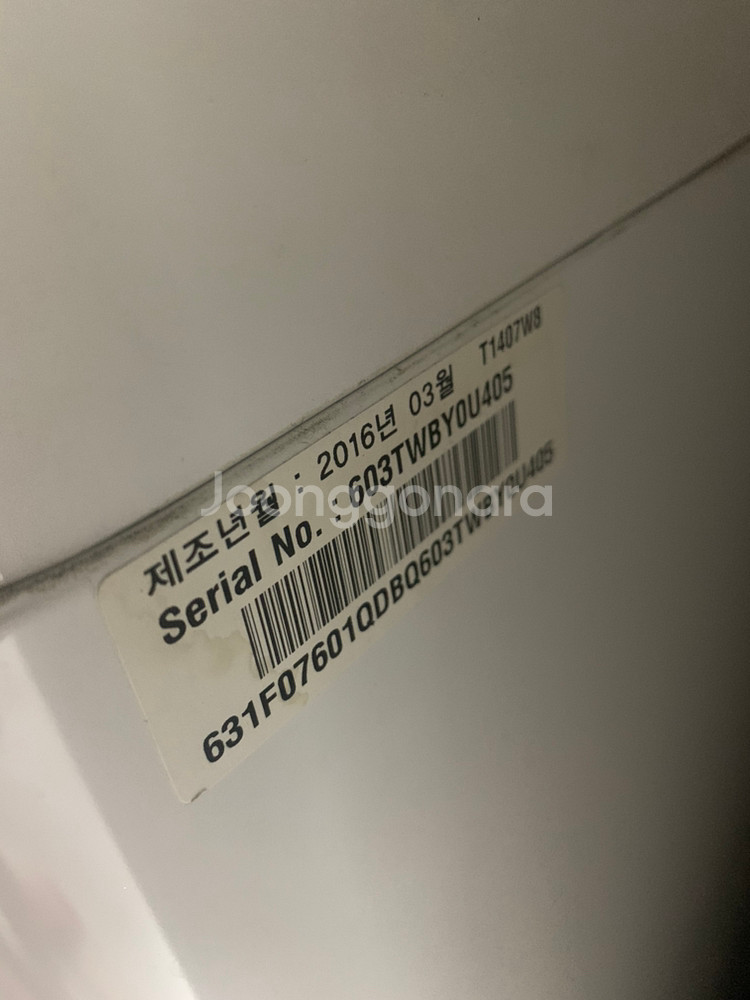 T1407W8
제조년월 : 2016년 03월
Serial No. : 603TWBY0U405
631F07601QDBQ603TWBY0U405
Joonggonara